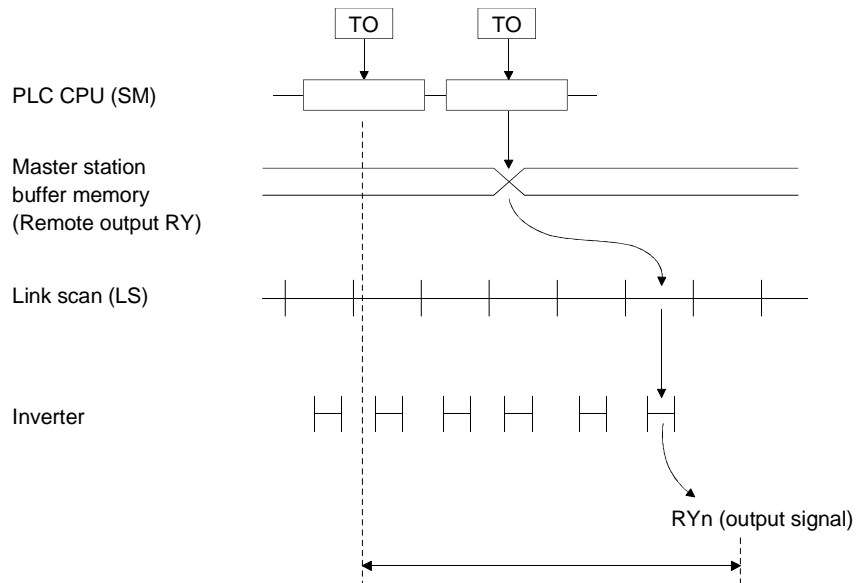 TO
TO
PLC CPU (SM)
Master station
buffer memory
(Remote output RY)
Link scan (LS)
Inverter
RYn (output signal)